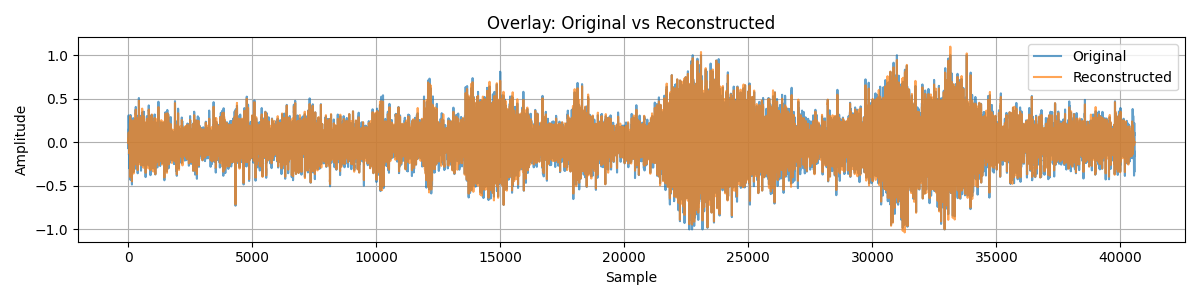 Overlay: Original vs Reconstructed
Original
Reconstructed
Amplitude
1.0
0.5
0.0
−0.5
−1.0
0 5000 10000 15000 20000 25000 30000 35000 40000
Sample